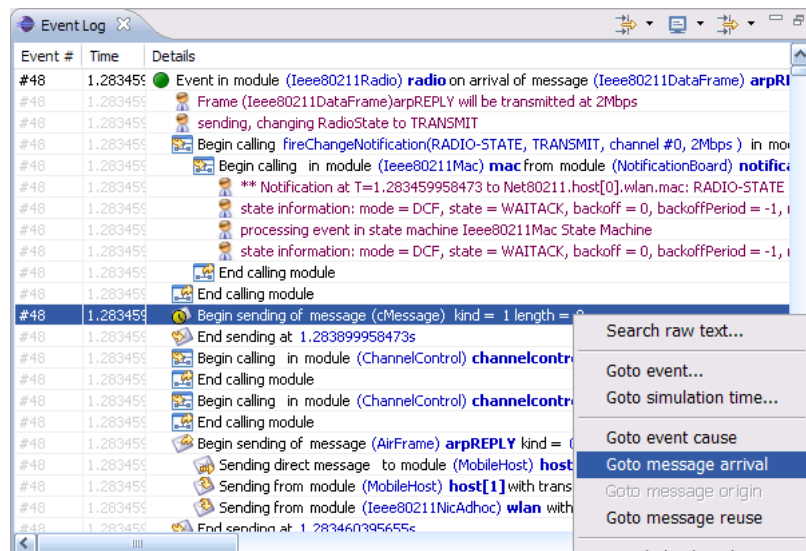 Event Log
Event # Time Details
#48 1.283459 Event in module (Ieee80211Radio) radio on arrival of message (Ieee80211DataFrame) arpRE
#48 1.283459 Frame (Ieee80211DataFrame)arpREPLY will be transmitted at 2Mbps
#48 1.283459 sending, changing RadioState to TRANSMIT
#48 1.283459 Begin calling fireChangeNotification(RADIO-STATE, TRANSMIT, channel #0, 2Mbps ) in mo
#48 1.283459 Begin calling in module (Ieee80211Mac) mac from module (NotificationBoard) notifica
#48 1.283459 ** Notification at T=1.283459958473 to Net80211.host[0].wlan.mac: RADIO-STATE
#48 1.283459 state information: mode = DCF, state = WAITACK, backoff = 0, backoffPeriod = -1,
#48 1.283459 processing event in state machine Ieee80211Mac State Machine
#48 1.283459 state information: mode = DCF, state = WAITACK, backoff = 0, backoffPeriod = -1,
#48 1.283459 End calling module
#48 1.283459 End calling module
#48 1.283459 Begin sending of message (cMessage) kind = 1 length =
#48 1.283459 End sending at 1.283899958473s
#48 1.283459 Begin calling in module (ChannelControl) channelcontr
#48 1.283459 End calling module
#48 1.283459 Begin calling in module (ChannelControl) channelcontr
#48 1.283459 End calling module
#48 1.283459 Begin sending of message (AirFrame) arpREPLY kind =
#48 1.283459 Sending direct message to module (MobileHost) host
#48 1.283459 Sending from module (MobileHost) host[1] with trans
#48 1.283459 Sending from module (Ieee80211NicAdhoc) wlan with
#48 1.283459 End sending at 1.283460395655s
Search raw text...
Goto event...
Goto simulation time...
Goto event cause
Goto message arrival
Goto message origin
Goto message reuse